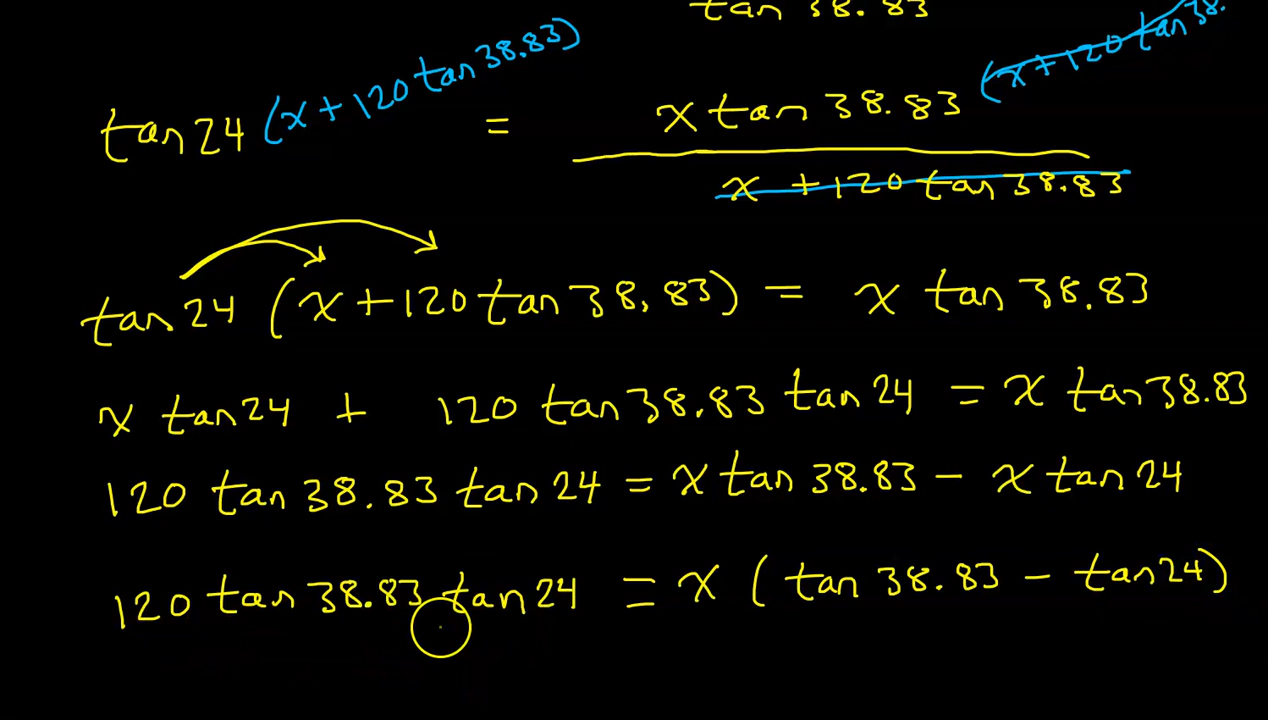 tan 38.83
tan 24 (x + 120 tan 38.83) = x tan 38.83 (x + 120 tan 38.
x + 120 tan 38.83
tan 24 (x + 120 tan 38.83) = x tan 38.83
x tan 24 + 120 tan 38.83 tan 24 = x tan 38.83
120 tan 38.83 tan 24 = x tan 38.83 - x tan 24
120 tan 38.83 tan 24 = x (tan 38.83 - tan 24)